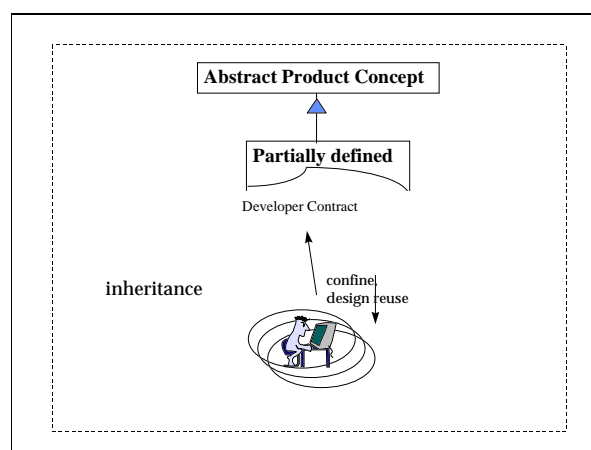 Abstract Product Concept
Partially defined
Developer Contract
inheritance
confine,
design reuse